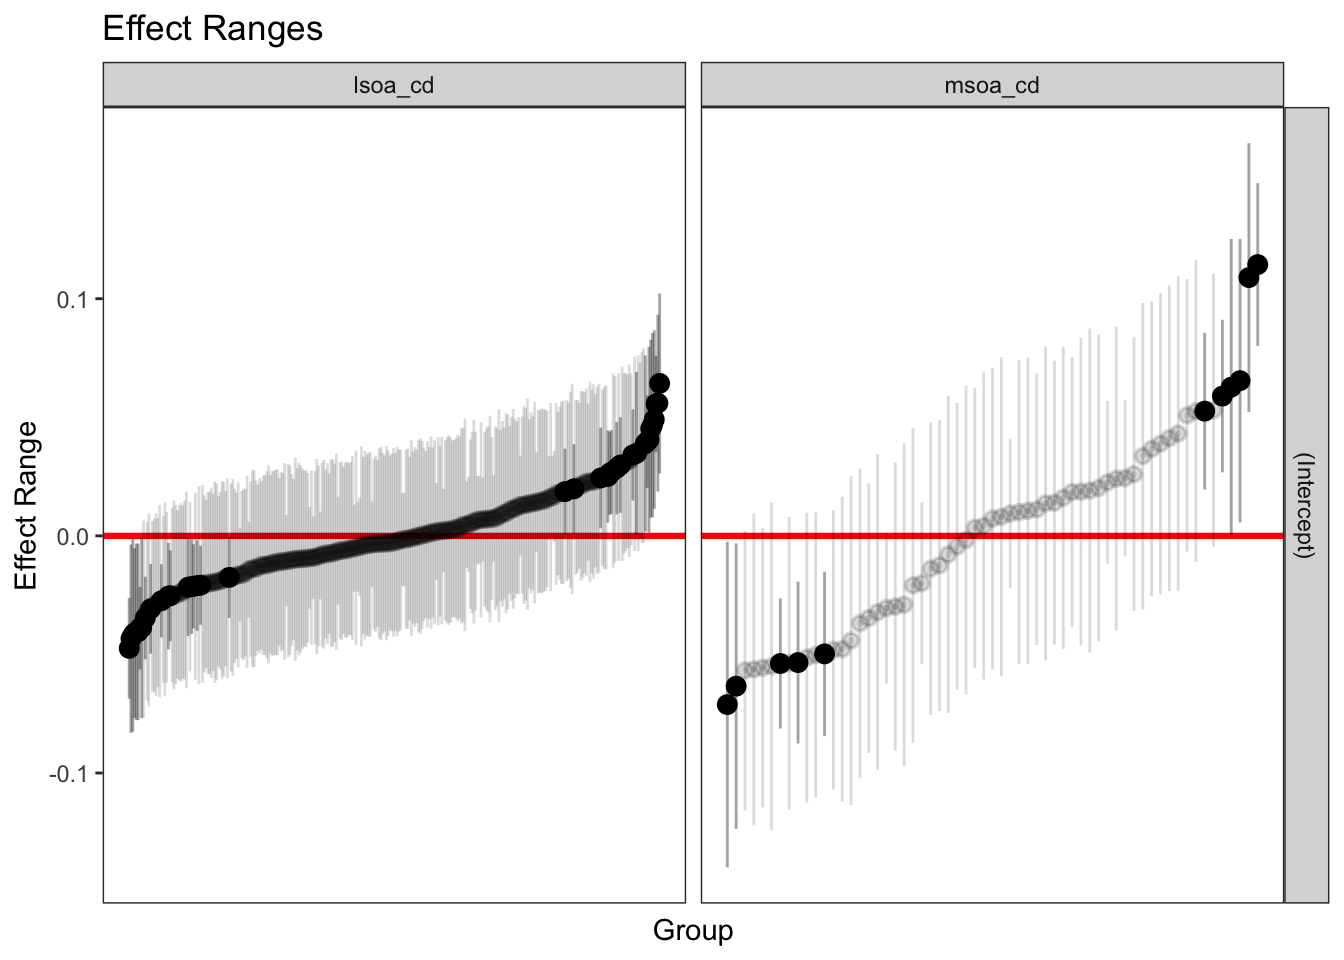 Effect Ranges
lsoa_cd
msoa_cd
(Intercept)
Effect Range
0.1
0.0
-0.1
Group